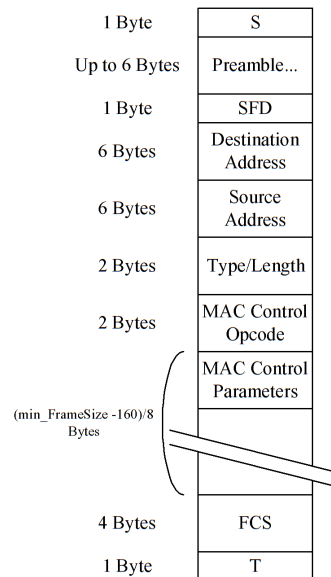 1 Byte S
Up to 6 Bytes Preamble...
1 Byte SFD
6 Bytes Destination
Address
6 Bytes Source
Address
2 Bytes Type/Length
2 Bytes MAC Control
Opcode
MAC Control
Parameters
(min_FrameSize -160)/8
Bytes
4 Bytes FCS
1 Byte T